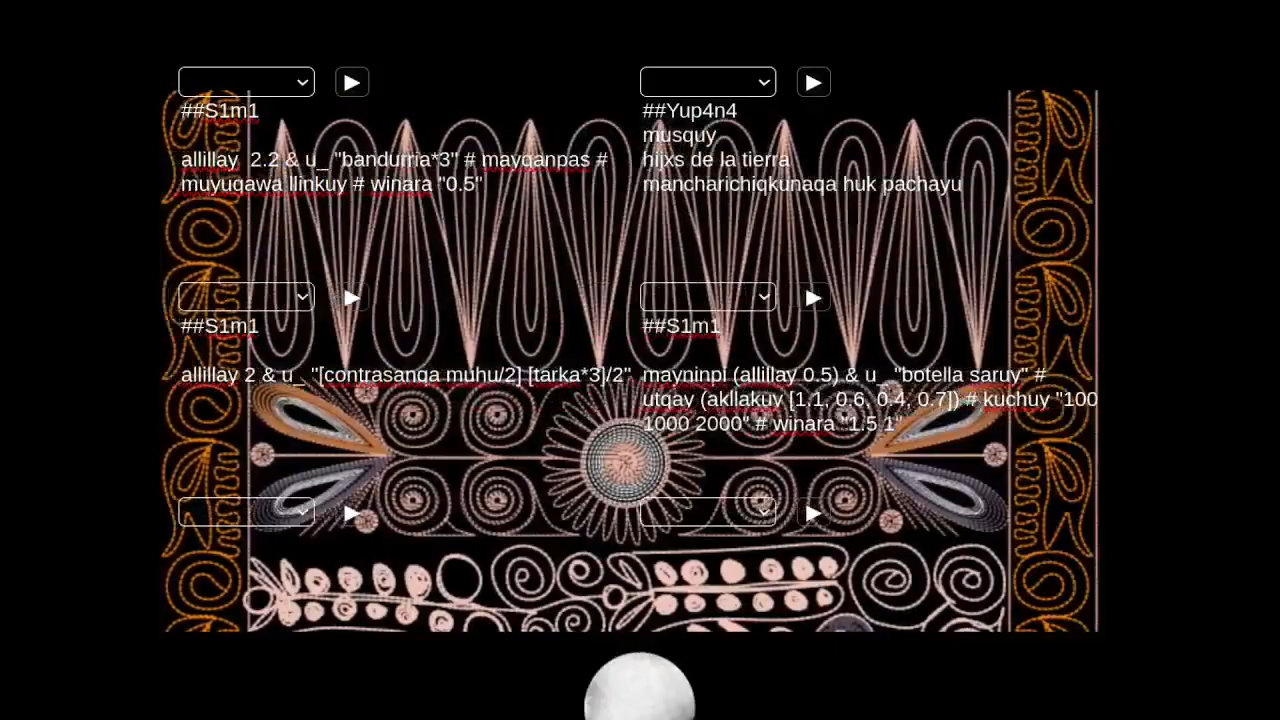 ##S1m1
allillay  2.2 & u_ "bandurria*3" # mayqanpas #
muyuqawa llinkuy # winara "0.5"
##Yup4n4
musquy
hijxs de la tierra
mancharichiqkunaqa huk pachayu
##S1m1
allillay 2 & u_ "[contrasanqa muhu/2] [tarka*3]/2"
##S1m1
mayninpi (allillay 0.5) & u_ "botella saruy" #
utqay (akllakuy [1.1, 0.6, 0.4, 0.7]) # kuchuy "100
1000 2000" # winara "1.5 1"